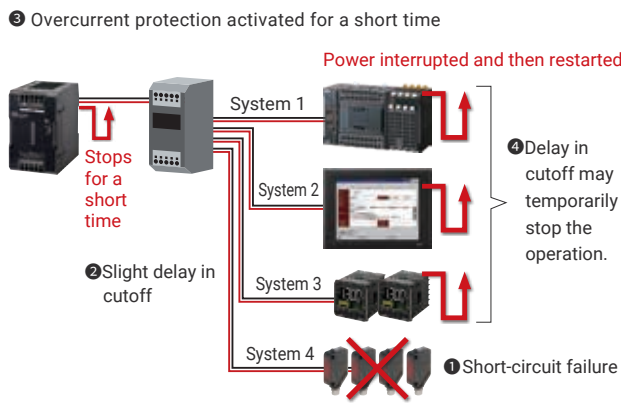 ❸ Overcurrent protection activated for a short time
Power interrupted and then restarted
System 1
Stops
for a
short
time
System 2
❹Delay in
cutoff may
temporarily
stop the
operation.
❷Slight delay in
cutoff
System 3
System 4
❶Short-circuit failure